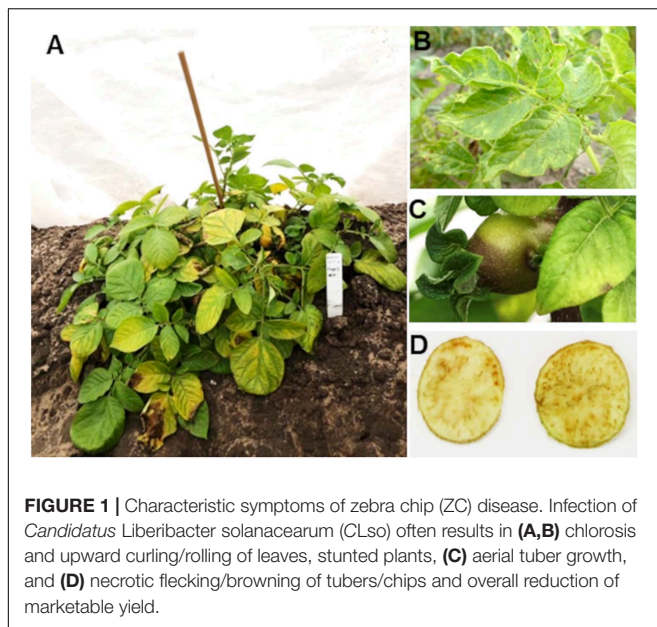 A
B
C
D
FIGURE 1 | Characteristic symptoms of zebra chip (ZC) disease. Infection of
Candidatus Liberibacter solanacearum (CLso) often results in (A,B) chlorosis
and upward curling/rolling of leaves, stunted plants, (C) aerial tuber growth,
and (D) necrotic flecking/browning of tubers/chips and overall reduction of
marketable yield.